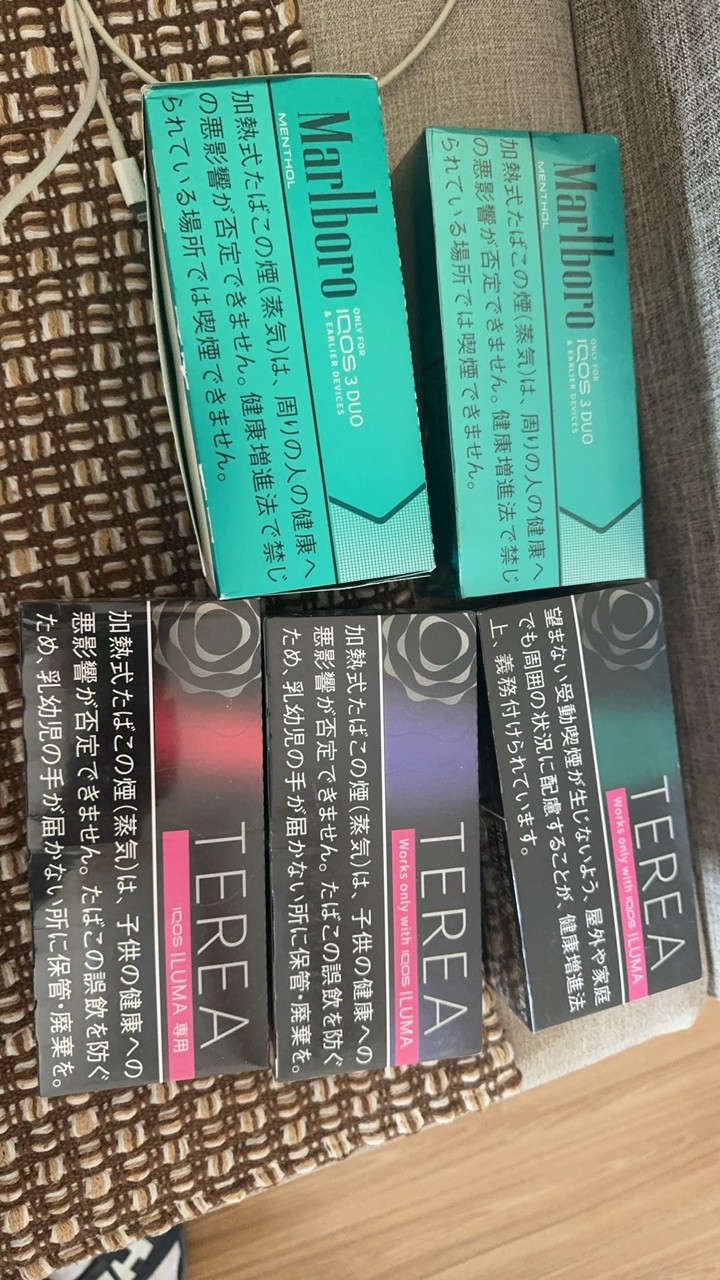 Marlboro
ONLY FOR
IQOS 3 DUO
& EARLIER DEVICES
MENTHOL
加熱式たばこの煙(蒸気)は、周りの人の健康へ
の悪影響が否定できません。健康増進法で禁じ
られている場所では喫煙できません。
Marlboro
ONLY FOR
IQOS 3 DUO
& EARLIER DEVICES
MENTHOL
加熱式たばこの煙(蒸気)は、周りの人の健康へ
の悪影響が否定できません。健康増進法で禁じ
られている場所では喫煙できません。
TEREA
IQOS ILUMA 専用
加熱式たばこの煙(蒸気)は、子供の健康への
悪影響が否定できません。たばこの誤飲を防ぐ
ため、乳幼児の手が届かない所に保管・廃棄を。
TEREA
Works only with IQOS ILUMA
加熱式たばこの煙(蒸気)は、子供の健康への
悪影響が否定できません。たばこの誤飲を防ぐ
ため、乳幼児の手が届かない所に保管・廃棄を。
TEREA
Works only with IQOS ILUMA
望まない受動喫煙が生じないよう、屋外や家庭
でも周囲の状況に配慮することが、健康増進法
上、義務付けられています。